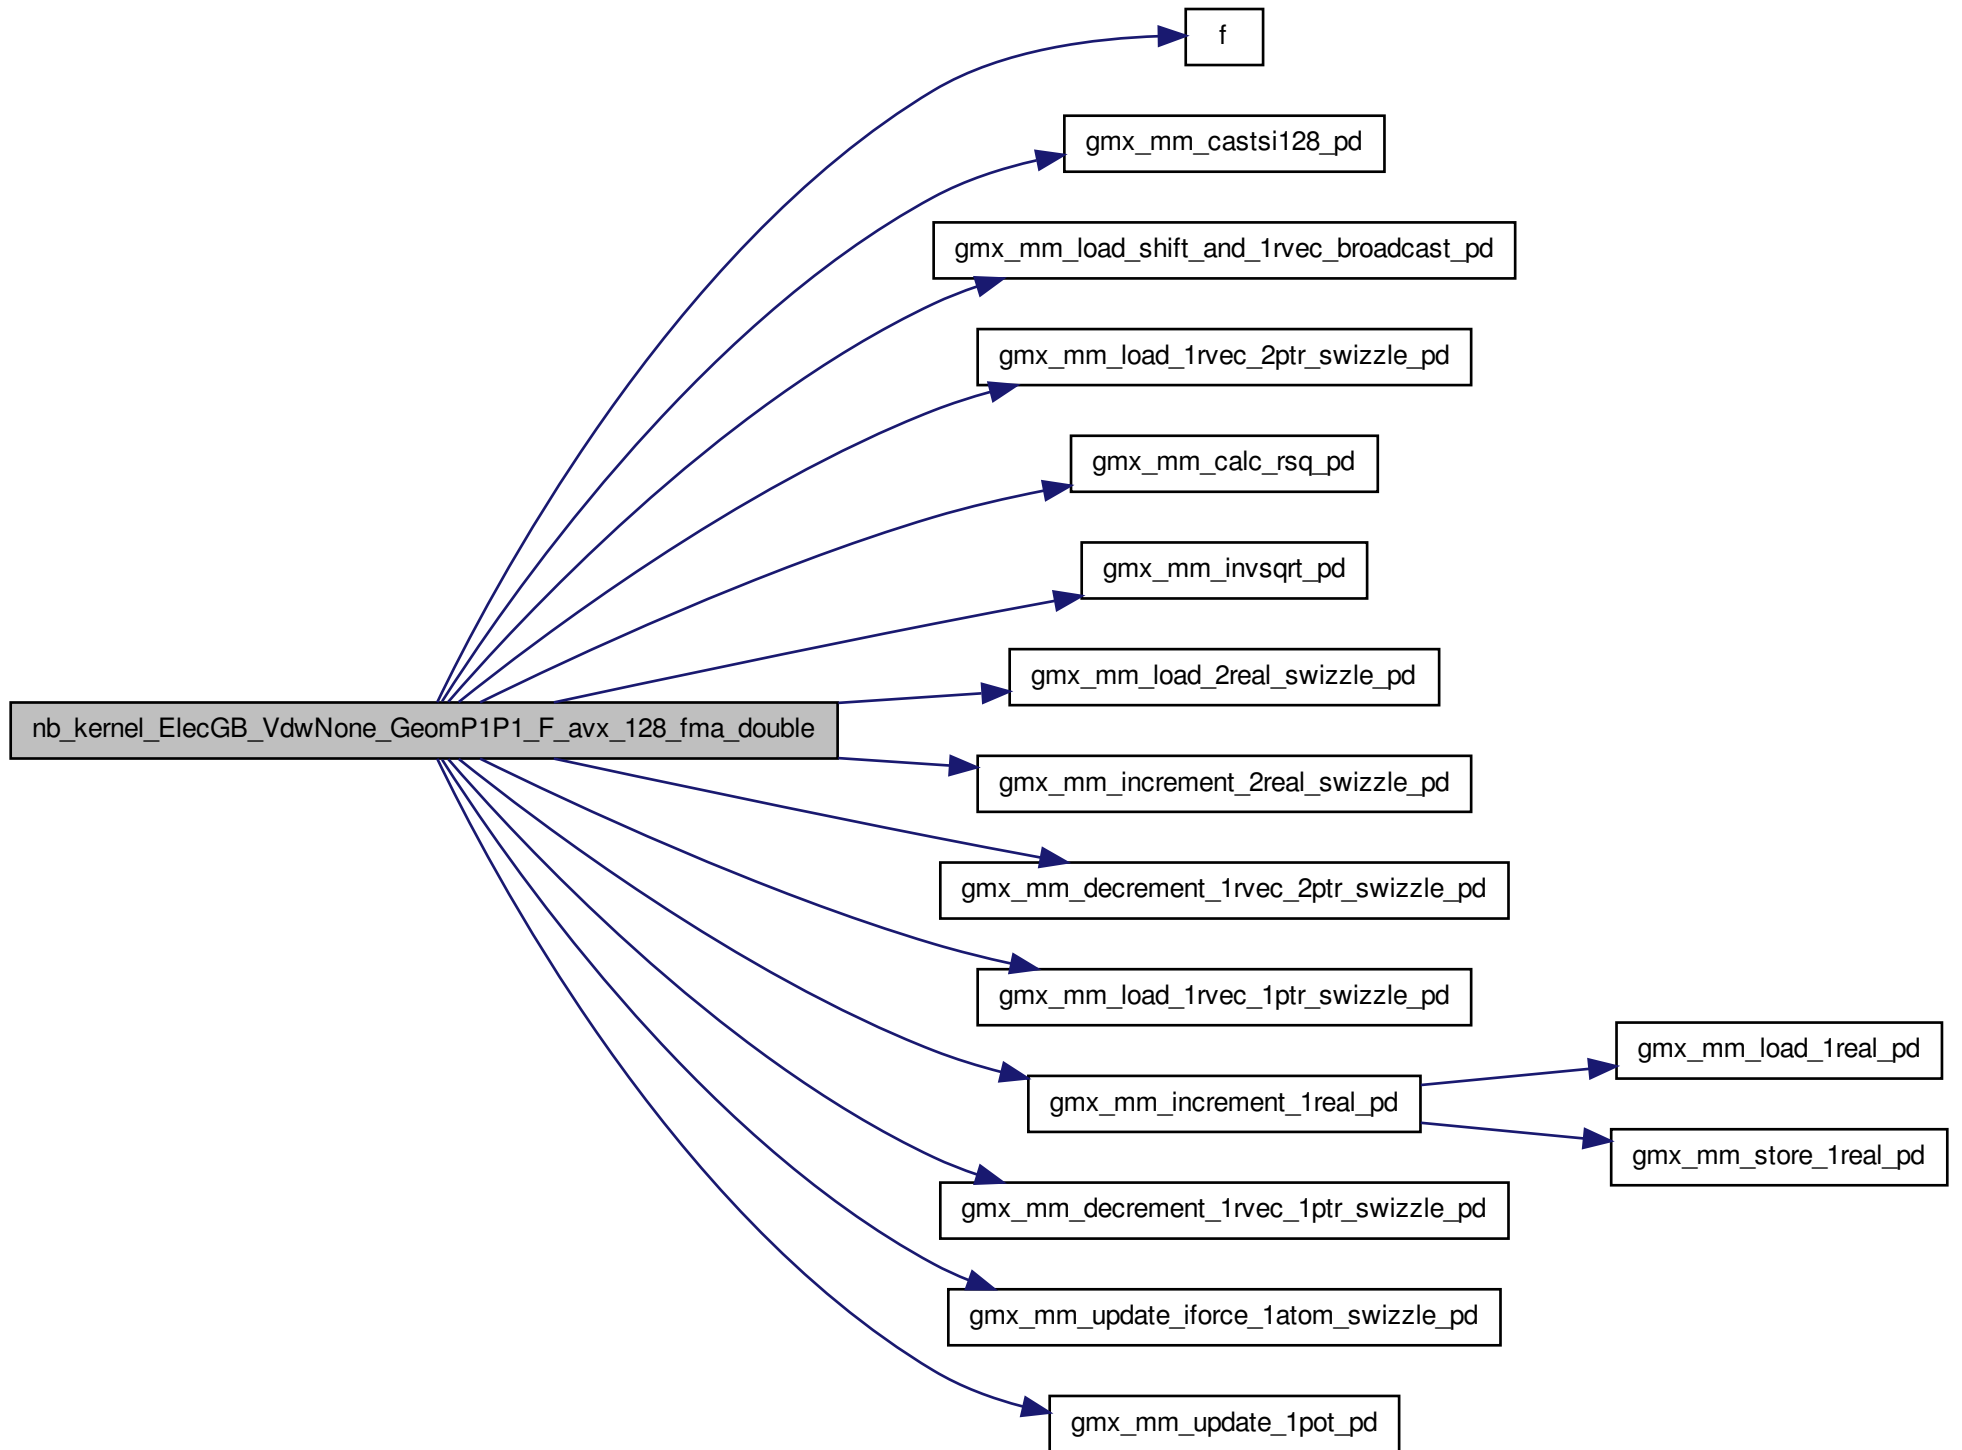 f
gmx_mm_castsi128_pd
gmx_mm_load_shift_and_1rvec_broadcast_pd
gmx_mm_load_1rvec_2ptr_swizzle_pd
gmx_mm_calc_rsq_pd
gmx_mm_invsqrt_pd
gmx_mm_load_2real_swizzle_pd
nb_kernel_ElecGB_VdwNone_GeomP1P1_F_avx_128_fma_double
gmx_mm_increment_2real_swizzle_pd
gmx_mm_decrement_1rvec_2ptr_swizzle_pd
gmx_mm_load_1rvec_1ptr_swizzle_pd
gmx_mm_load_1real_pd
gmx_mm_increment_1real_pd
gmx_mm_store_1real_pd
gmx_mm_decrement_1rvec_1ptr_swizzle_pd
gmx_mm_update_iforce_1atom_swizzle_pd
gmx_mm_update_1pot_pd